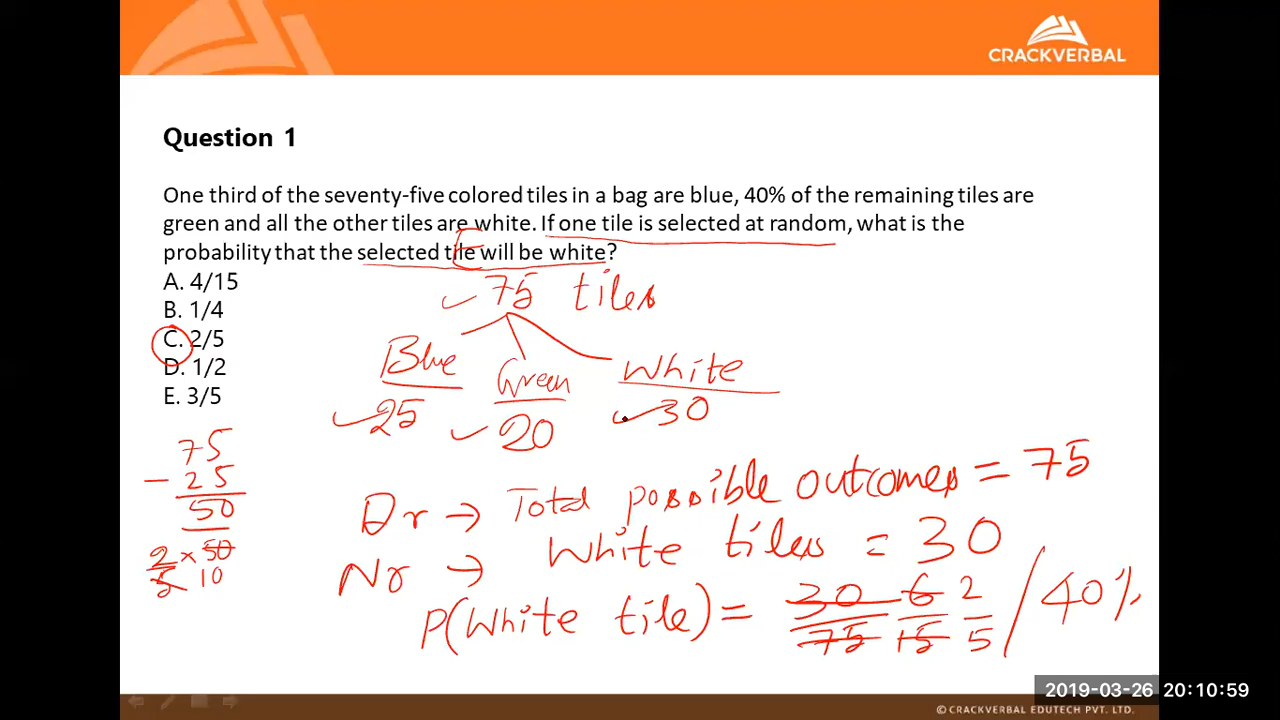 CRACKVERBAL
Question 1
One third of the seventy-five colored tiles in a bag are blue, 40% of the remaining tiles are
green and all the other tiles are white. If one tile is selected at random, what is the
probability that the selected tile will be white?
A. 4/15
B. 1/4
C. 2/5
D. 1/2
E. 3/5
E
75 tiles
Blue Green White
25 20 30
75
- 25
50
2/5 × 50
10
Dr → Total possible outcomes = 75
Nr → White tiles = 30
P(White tile) = 30/75 6/15 2/5 / 40%
2019-03-26 20:10:59
© CRACKVERBAL EDUTECH PVT. LTD.